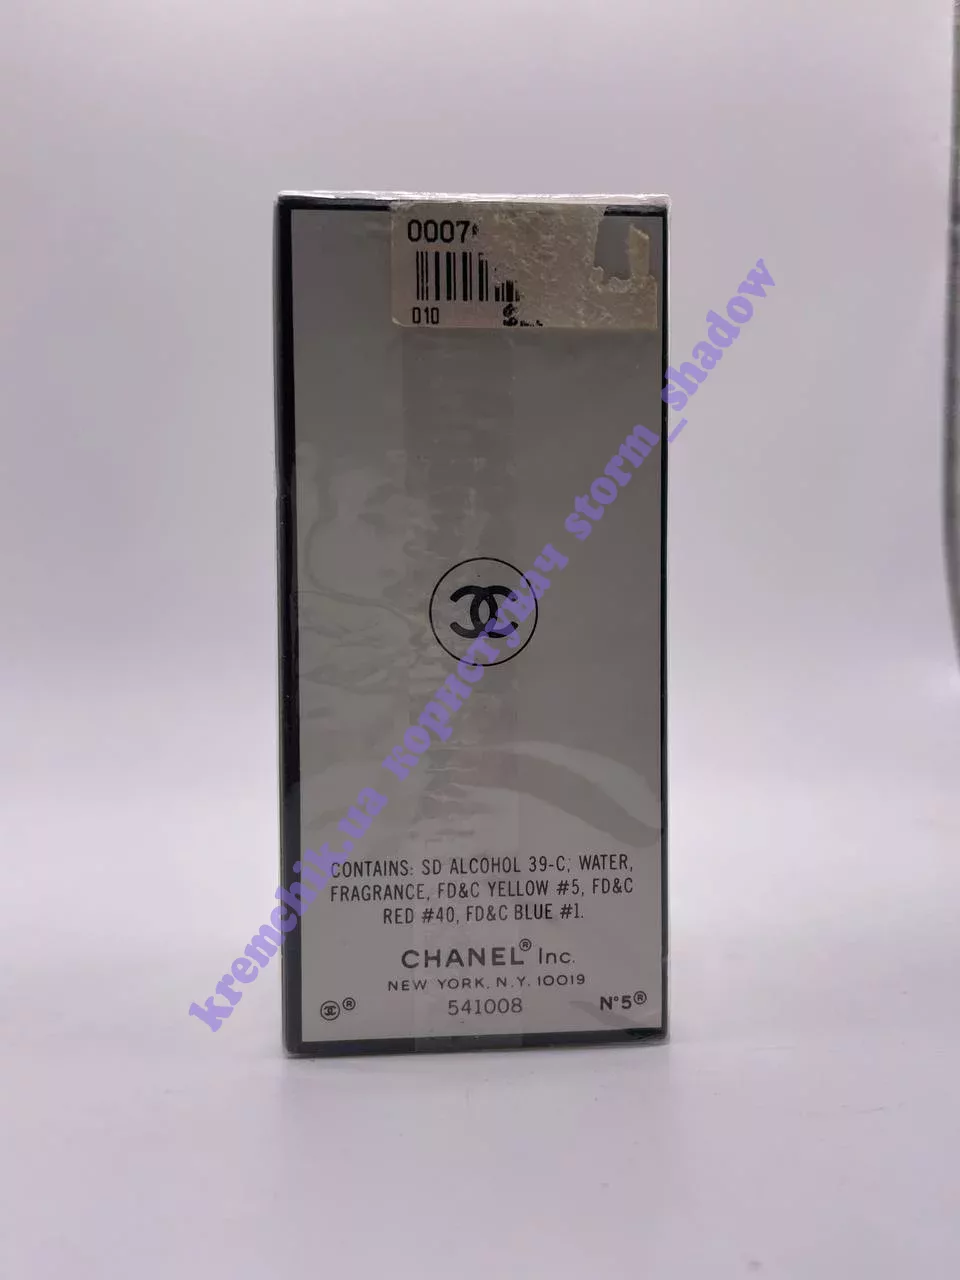 0007
010
CONTAINS: SD ALCOHOL 39-C; WATER,
FRAGRANCE, FD&C YELLOW #5, FD&C
RED #40, FD&C BLUE #1.
CHANEL® Inc.
NEW YORK, N.Y. 10019
541008
® N°5®
kremchik.ua користувач storm_shadow